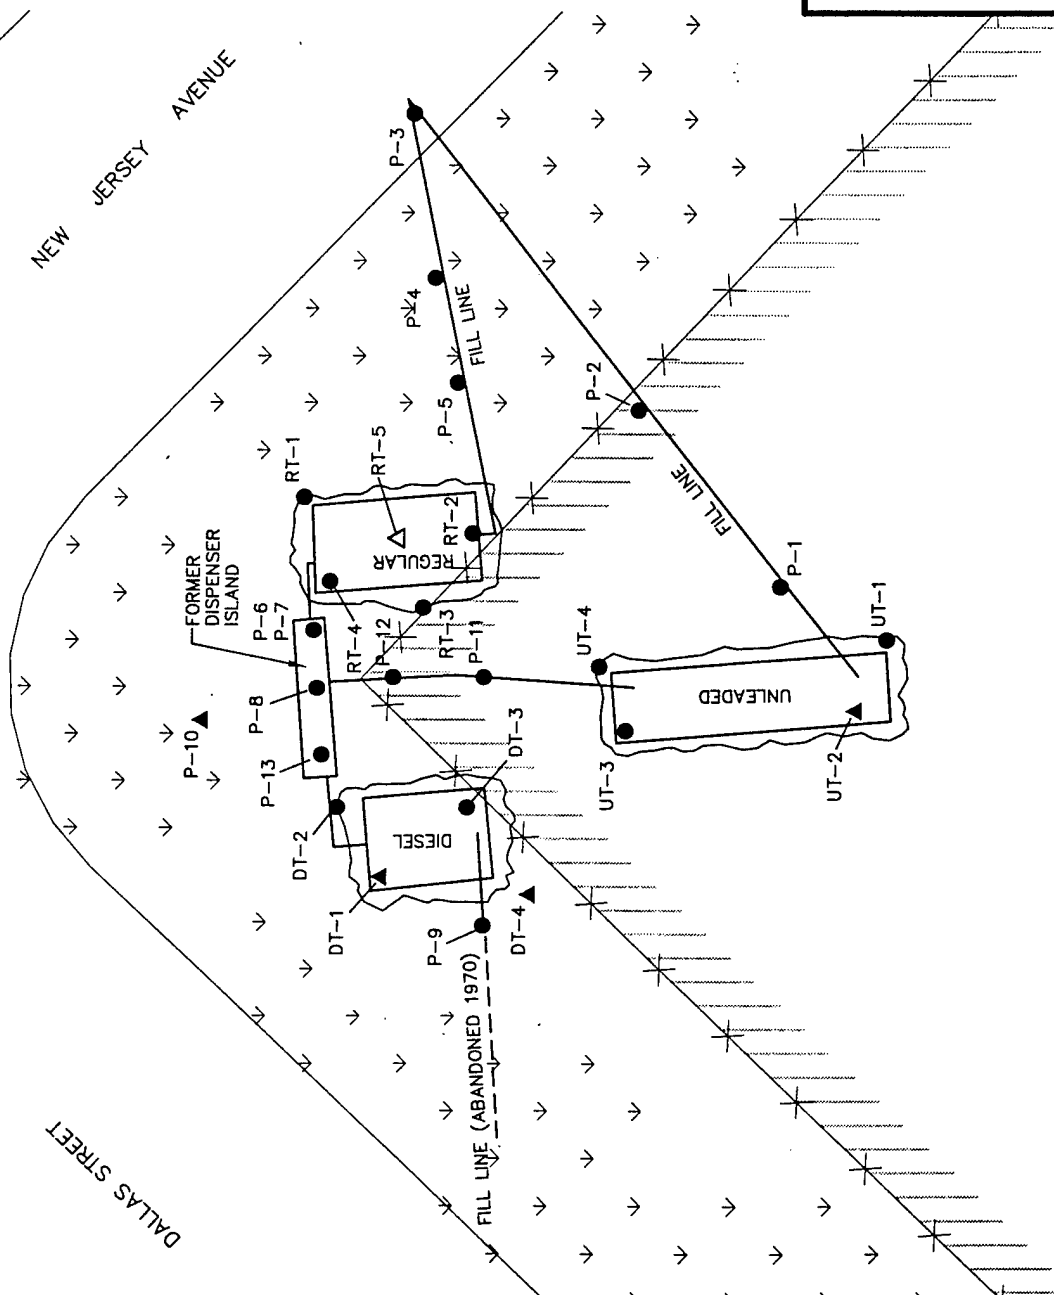 NEW JERSEY AVENUE
P-3
P-4
FILL LINE
P-5
P-2
RT-1
RT-5
RT-2
REGULAR
FORMER
DISPENSER
ISLAND
P-6
P-7
RT-4
P-12
RT-3
P-11
P-8
P-10
P-13
FILL LINE
P-1
UT-1
UT-4
UNLEADED
UT-3
UT-2
DT-3
DT-2
DIESEL
DT-1
DT-4
P-9
FILL LINE (ABANDONED 1970)
DALLAS STREET